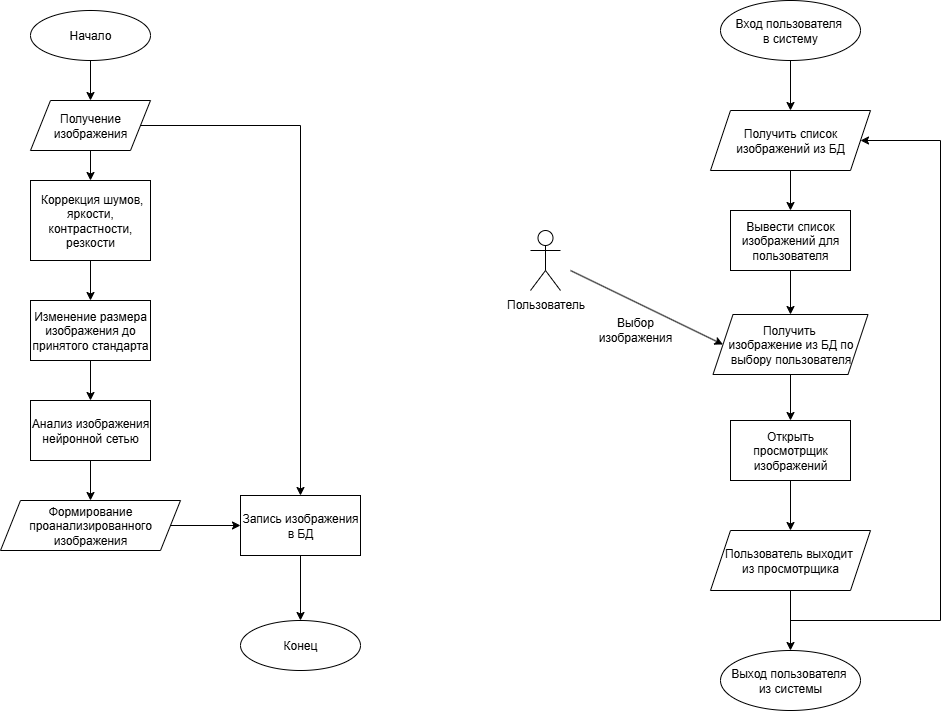 Начало
Получение
изображения
Коррекция шумов,
яркости,
контрастности,
резкости
Изменение размера
изображения до
принятого стандарта
Анализ изображения
нейронной сетью
Формирование
проанализированного
изображения
Запись изображения
в БД
Конец
Вход пользователя
в систему
Получить список
изображений из БД
Вывести список
изображений для
пользователя
Пользователь
Выбор
изображения
Получить
изображение из БД по
выбору пользователя
Открыть
просмотрщик
изображений
Пользователь выходит
из просмотрщика
Выход пользователя
из системы